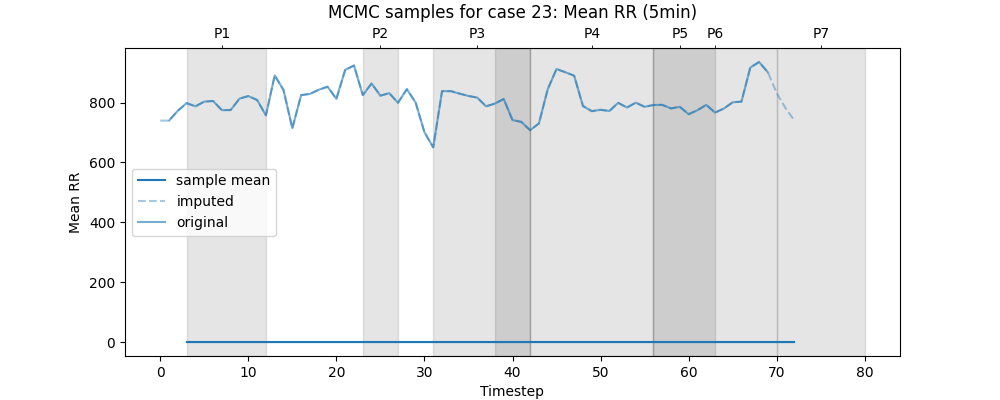 MCMC samples for case 23: Mean RR (5min)
P1 P2 P3 P4 P5 P6 P7
800
600
400
200
0
Mean RR
sample mean
imputed
original
0 10 20 30 40 50 60 70 80
Timestep